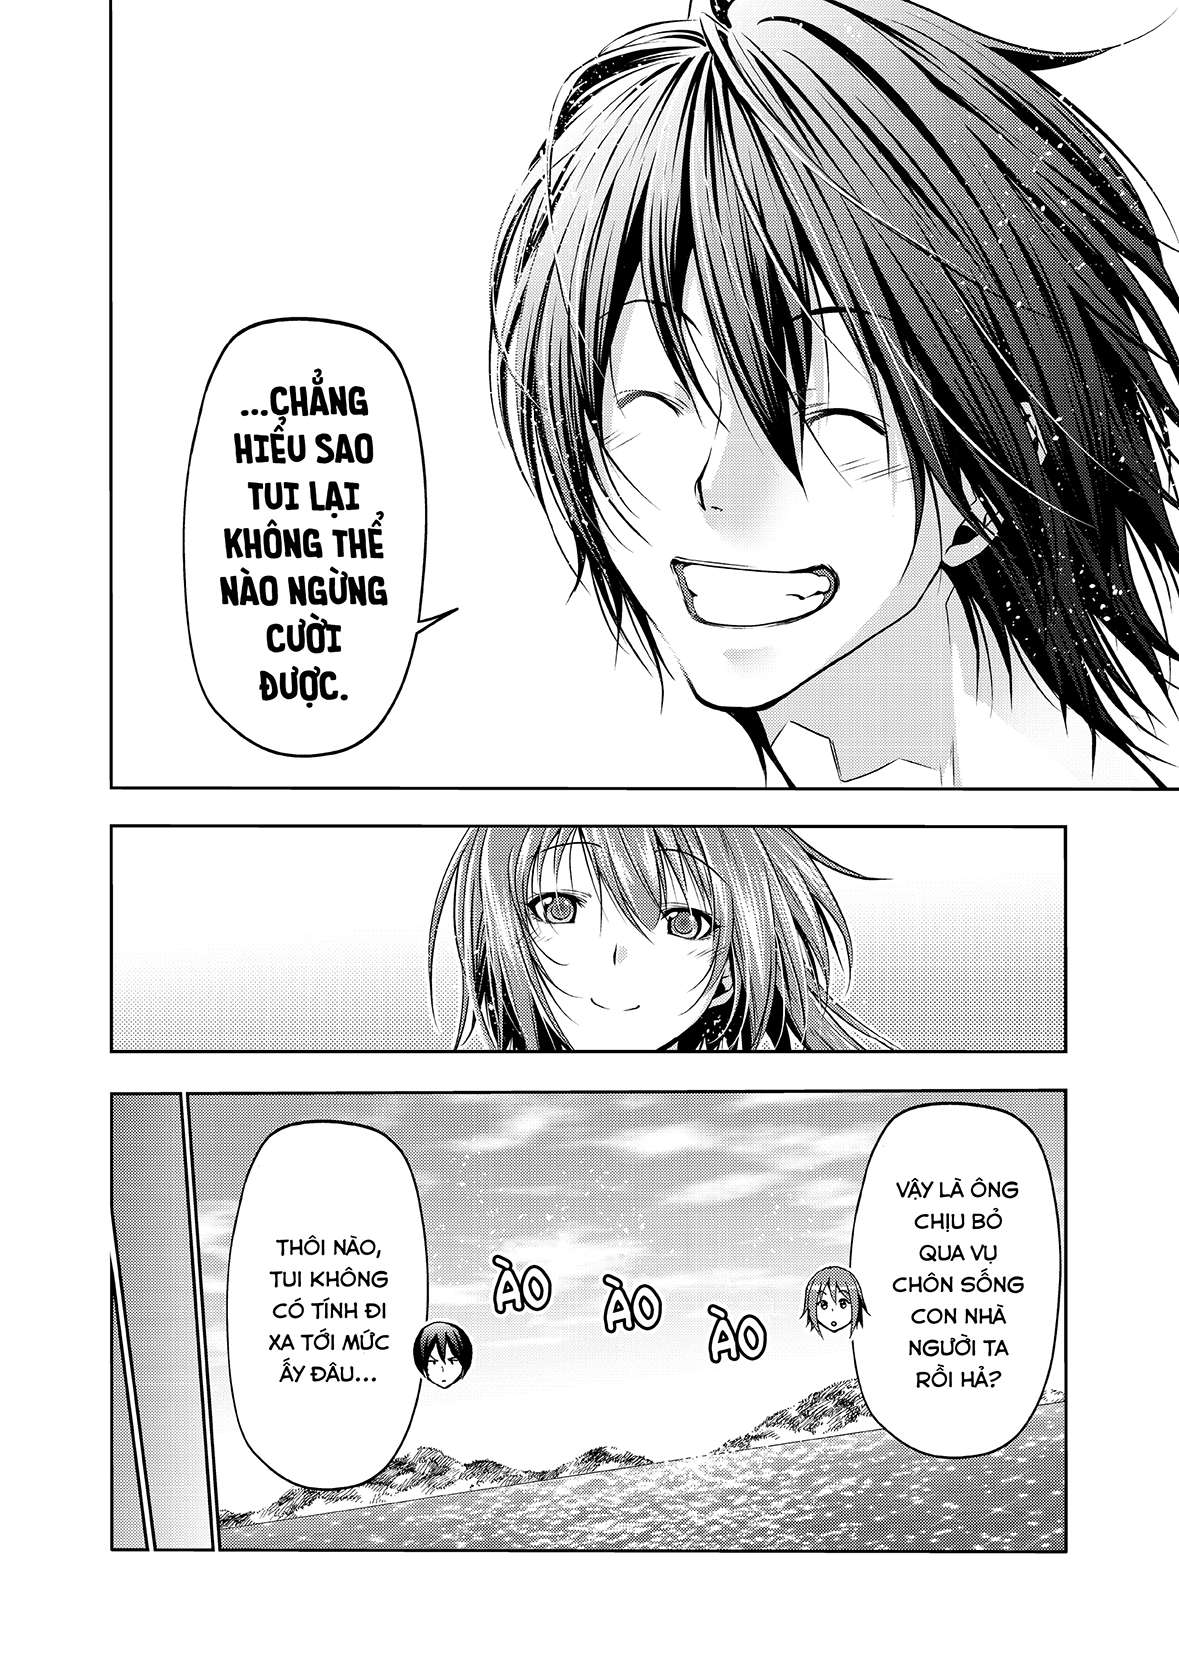 ...CHẲNG
HIỂU SAO
TUI LẠI
KHÔNG THỂ
NÀO NGỪNG
CƯỜI
ĐƯỢC.
VẬY LÀ ÔNG
CHỊU BỎ
QUA VỤ
CHÔN SỐNG
CON NHÀ
NGƯỜI TA
RỒI HẢ?
ÀO
ÀO
ÀO
THÔI NÀO,
TUI KHÔNG
CÓ TÍNH ĐI
XA TỚI MỨC
ẤY ĐÂU...